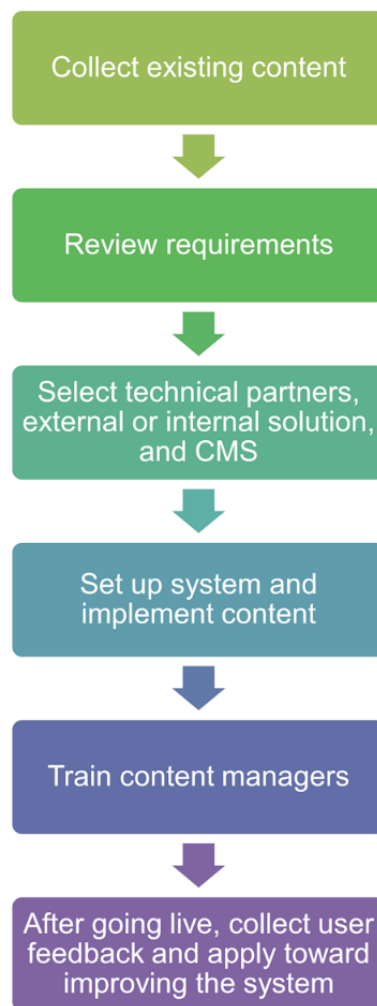 Collect existing content
Review requirements
Select technical partners,
external or internal solution,
and CMS
Set up system and
implement content
Train content managers
After going live, collect user
feedback and apply toward
improving the system